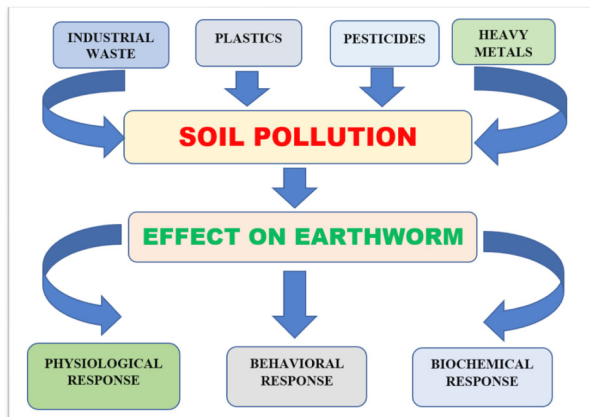 INDUSTRIAL
WASTE
PLASTICS
PESTICIDES
HEAVY
METALS
SOIL POLLUTION
EFFECT ON EARTHWORM
PHYSIOLOGICAL
RESPONSE
BEHAVIORAL
RESPONSE
BIOCHEMICAL
RESPONSE